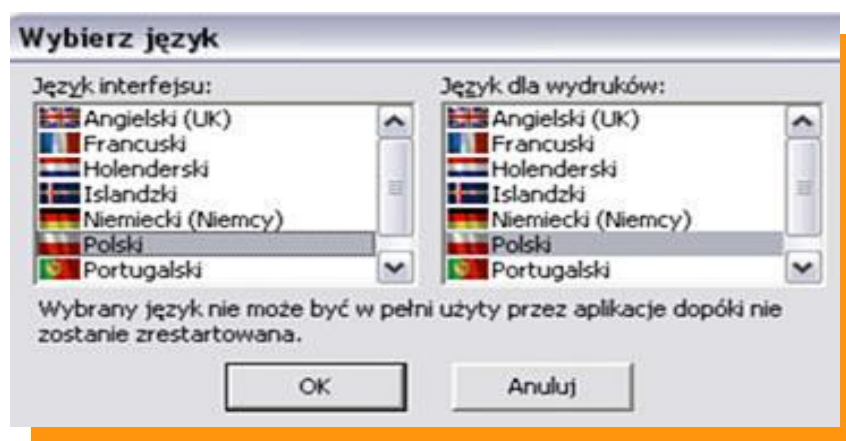 Wybierz język
Język interfejsu:
Angielski (UK)
Francuski
Holenderski
Islandzki
Niemiecki (Niemcy)
Polski
Portugalski
Język dla wydruków:
Angielski (UK)
Francuski
Holenderski
Islandzki
Niemiecki (Niemcy)
Polski
Portugalski
Wybrany język nie może być w pełni użyty przez aplikacje dopóki nie
zostanie zrestartowana.
OK
Anuluj